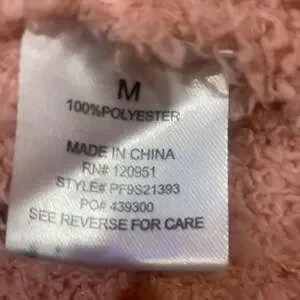 M
100%POLYESTER
MADE IN CHINA
RN# 120951
STYLE# PF9S21393
PO# 439300
SEE REVERSE FOR CARE